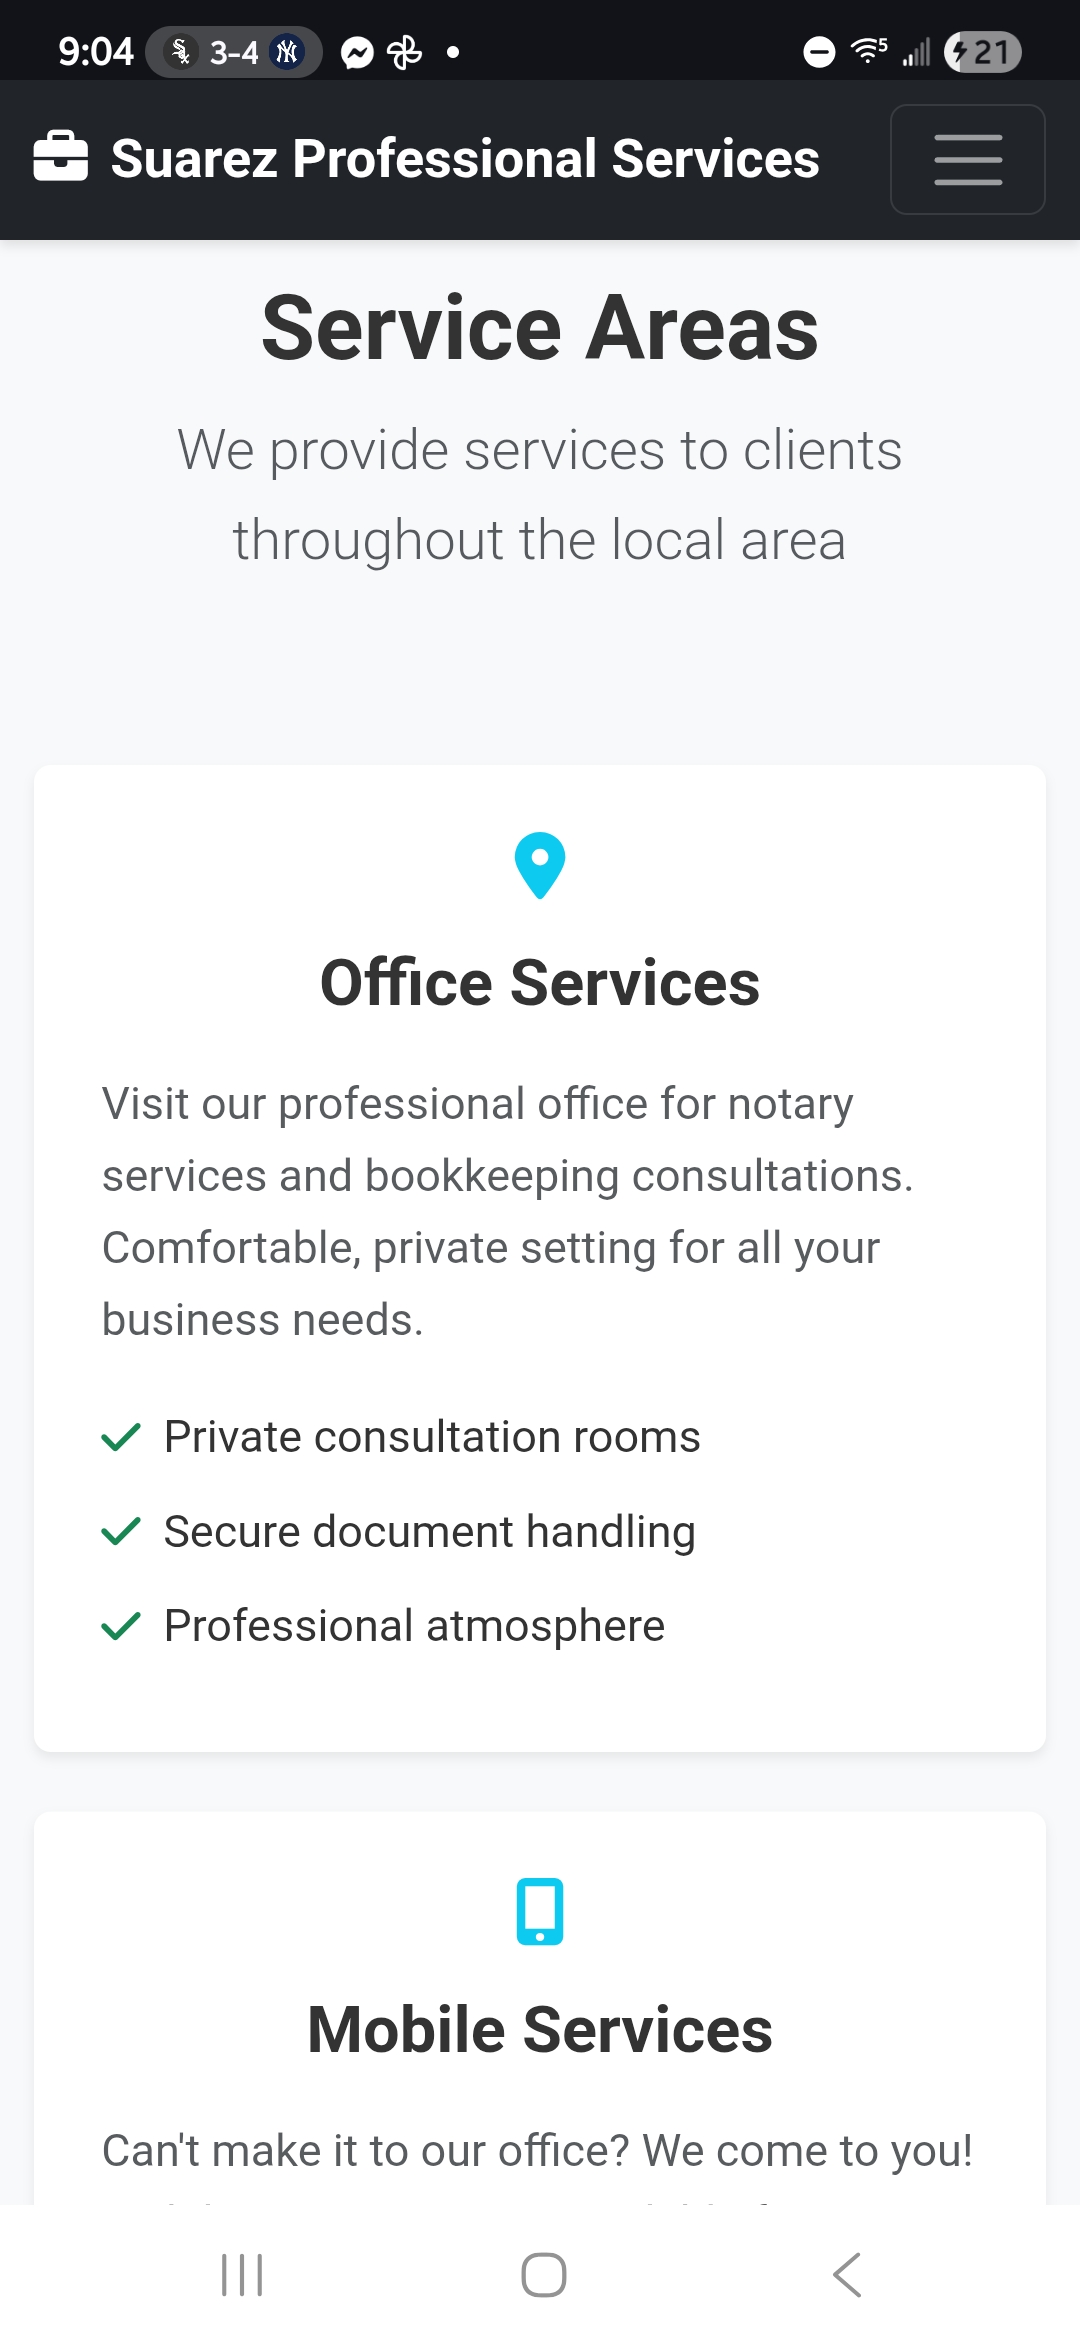 9:04 3-4 5 21
Suarez Professional Services
Service Areas
We provide services to clients
throughout the local area
Office Services
Visit our professional office for notary
services and bookkeeping consultations.
Comfortable, private setting for all your
business needs.
Private consultation rooms
Secure document handling
Professional atmosphere
Mobile Services
Can't make it to our office? We come to you!